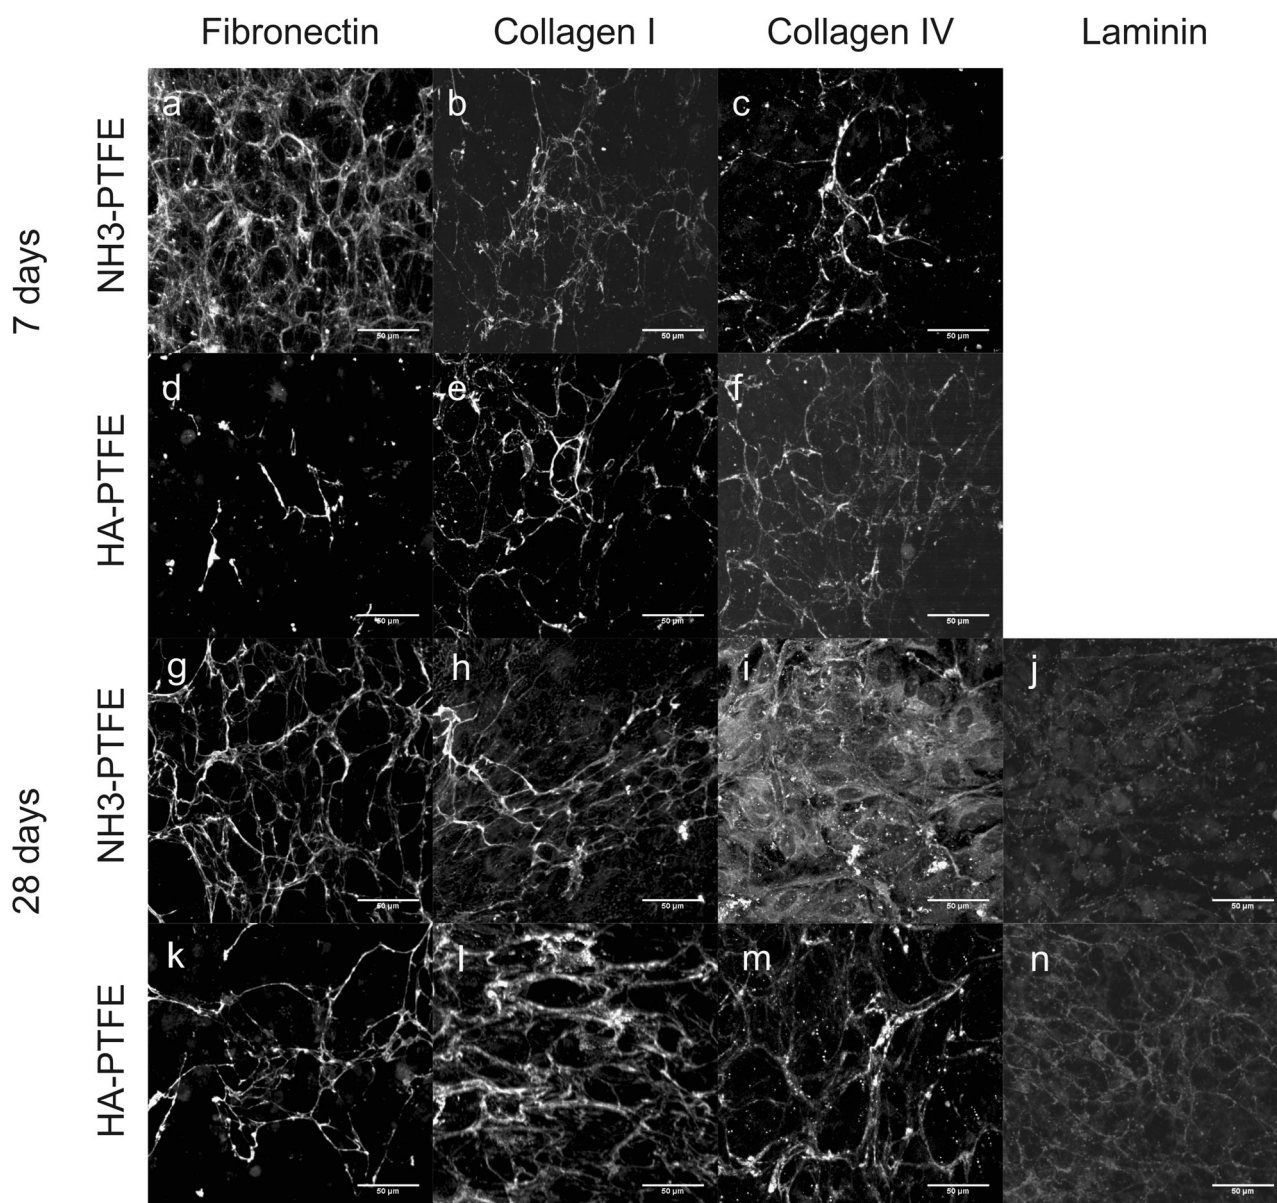 Fibronectin Collagen I Collagen IV Laminin
7 days
NH3-PTFE
a b c
50 µm 50 µm 50 µm
HA-PTFE
d e f
50 µm 50 µm 50 µm
28 days
NH3-PTFE
g h i j
50 µm 50 µm 50 µm 50 µm
HA-PTFE
k l m n
50 µm 50 µm 50 µm 50 µm